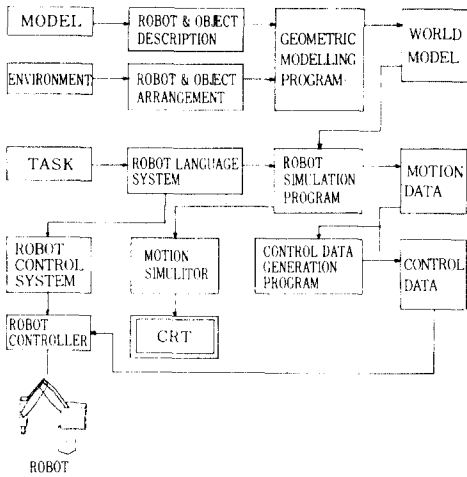 MODEL
ROBOT & OBJECT
DESCRIPTION
GEOMETRIC
MODELLING
PROGRAM
WORLD
MODEL
ENVIRONMENT
ROBOT & OBJECT
ARRANGEMENT
TASK
ROBOT LANGUAGE
SYSTEM
ROBOT
SIMULATION
PROGRAM
MOTION
DATA
ROBOT
CONTROL
SYSTEM
MOTION
SIMULITOR
CONTROL DATA
GENERATION
PROGRAM
CONTROL
DATA
ROBOT
CONTROLLER
CRT
ROBOT